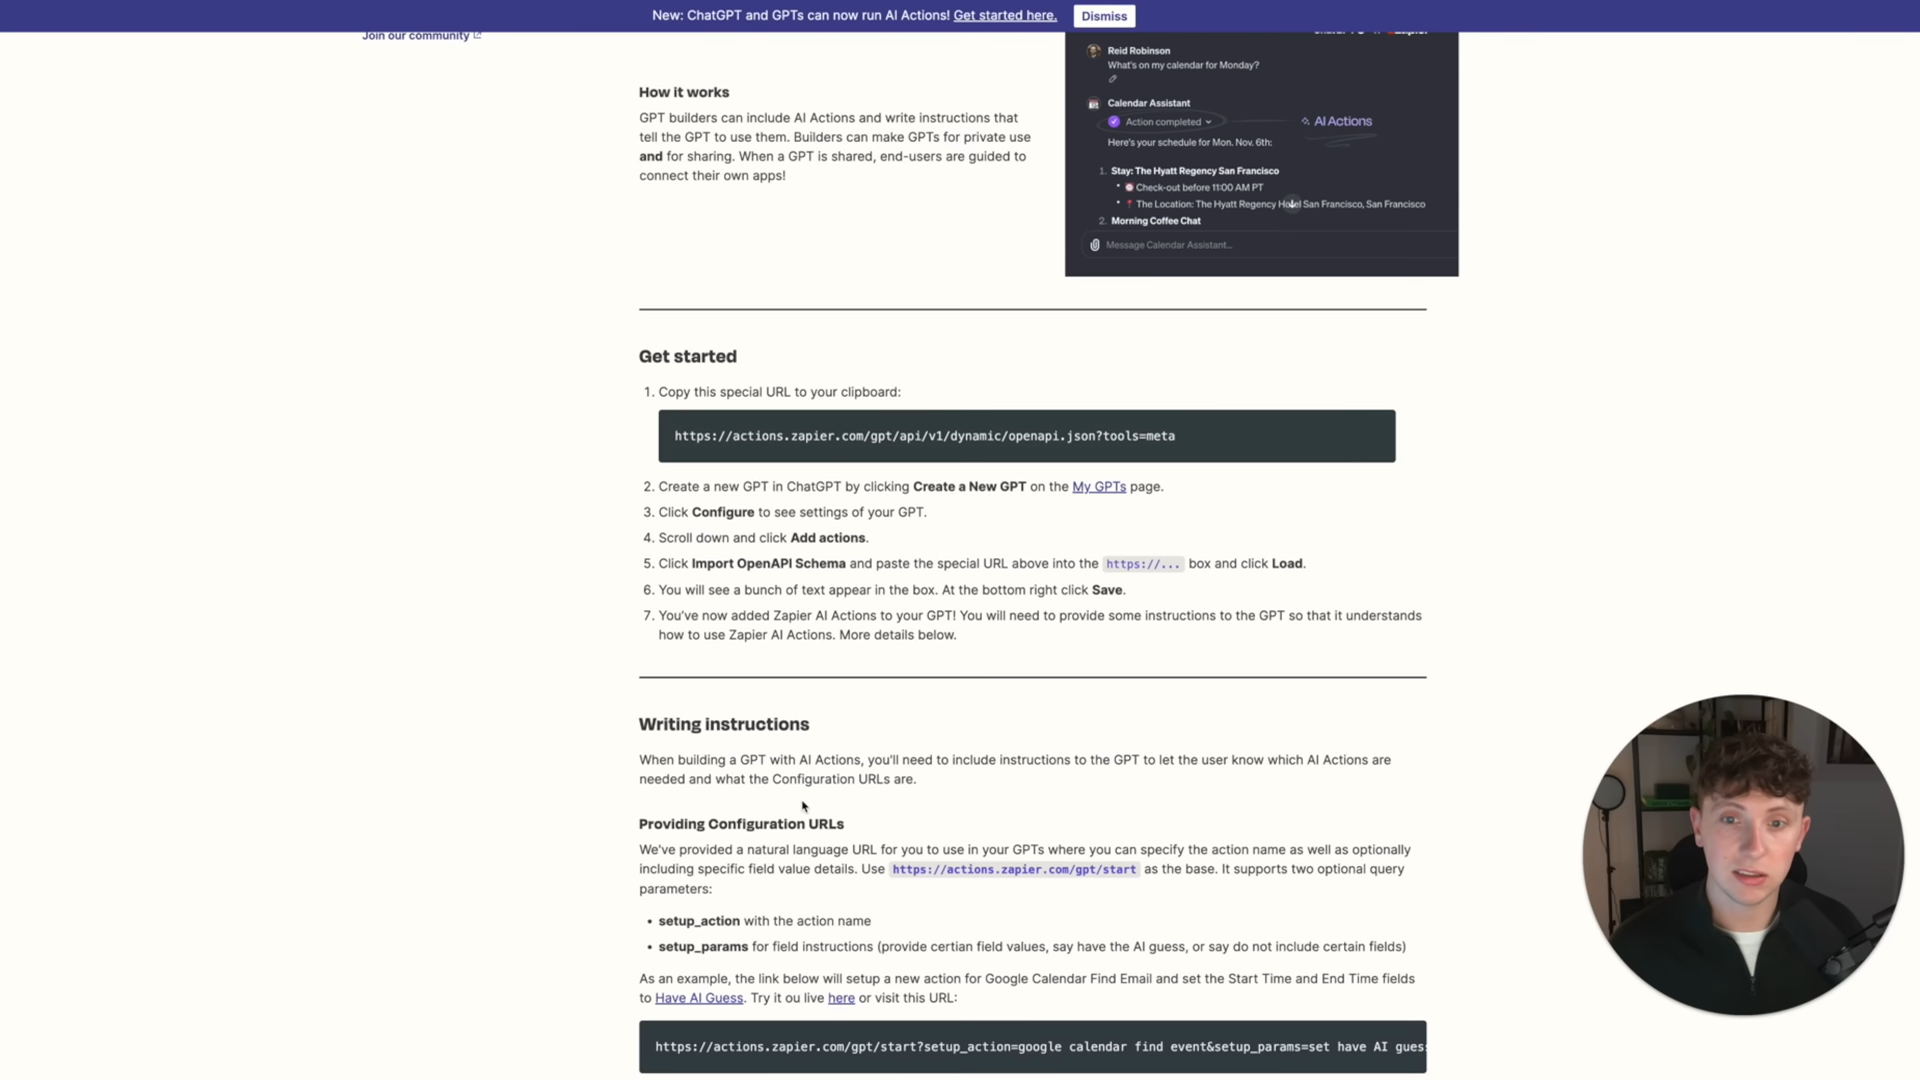 New: ChatGPT and GPTs can now run AI Actions! Get started here.
Dismiss
Join our community
Reid Robinson
What's on my calendar for Monday?
Calendar Assistant
Action completed
AI Actions
Here's your schedule for Mon. Nov. 6th:
1. Stay: The Hyatt Regency San Francisco
• Check-out before 11:00 AM PT
• The Location: The Hyatt Regency Hotel San Francisco, San Francisco
2. Morning Coffee Chat
Message Calendar Assistant...
How it works
GPT builders can include AI Actions and write instructions that
tell the GPT to use them. Builders can make GPTs for private use
and for sharing. When a GPT is shared, end-users are guided to
connect their own apps!
Get started
1. Copy this special URL to your clipboard:
https://actions.zapier.com/gpt/api/v1/dynamic/openapi.json?tools=meta
2. Create a new GPT in ChatGPT by clicking Create a New GPT on the My GPTs page.
3. Click Configure to see settings of your GPT.
4. Scroll down and click Add actions.
5. Click Import OpenAPI Schema and paste the special URL above into the https://... box and click Load.
6. You will see a bunch of text appear in the box. At the bottom right click Save.
7. You've now added Zapier AI Actions to your GPT! You will need to provide some instructions to the GPT so that it understands
how to use Zapier AI Actions. More details below.
Writing instructions
When building a GPT with AI Actions, you'll need to include instructions to the GPT to let the user know which AI Actions are
needed and what the Configuration URLs are.
Providing Configuration URLs
We've provided a natural language URL for you to use in your GPTs where you can specify the action name as well as optionally
including specific field value details. Use https://actions.zapier.com/gpt/start as the base. It supports two optional query
parameters:
• setup_action with the action name
• setup_params for field instructions (provide certian field values, say have the AI guess, or say do not include certain fields)
As an example, the link below will setup a new action for Google Calendar Find Email and set the Start Time and End Time fields
to Have AI Guess. Try it ou live here or visit this URL:
https://actions.zapier.com/gpt/start?setup_action=google calendar find event&setup_params=set have AI gues